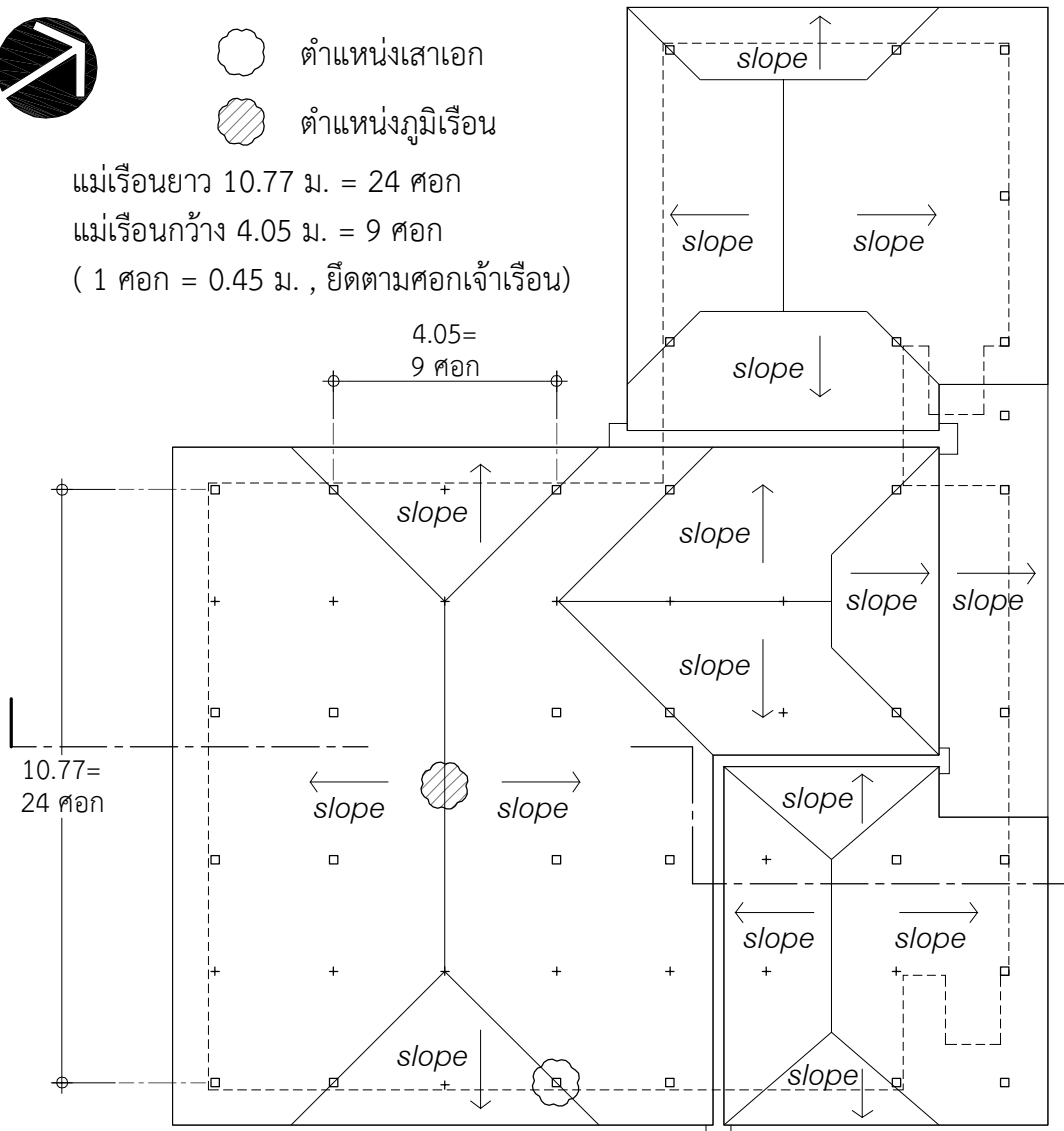 ตำแหน่งเสาเอก
ตำแหน่งภูมิเรือน
แม่เรือนยาว 10.77 ม. = 24 ศอก
แม่เรือนกว้าง 4.05 ม. = 9 ศอก
( 1 ศอก = 0.45 ม. , ยึดตามศอกเจ้าเรือน)
slope
slope
slope
4.05=
9 ศอก
slope
slope
slope
slope
slope
slope
10.77=
24 ศอก
slope
slope
slope
slope
slope
slope
slope
slope